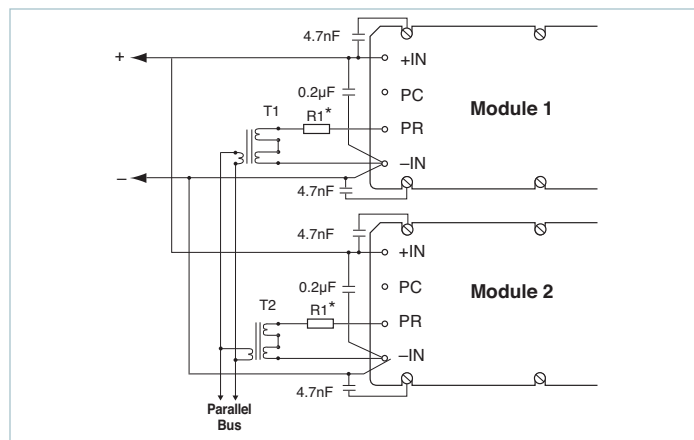 4.7nF
+
+IN
0.2µF
PC
Module 1
T1
R1*
PR
–IN
–
4.7nF
4.7nF
+IN
0.2µF
PC
Module 2
T2
R1*
PR
–IN
4.7nF
Parallel
Bus